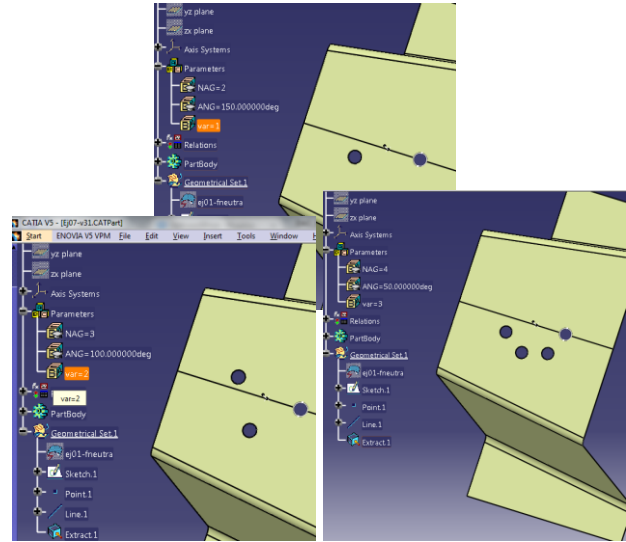 yz plane
zx plane
Axis Systems
Parameters
NAG=2
ANG=150.000000deg
var=1
Relations
PartBody
Geometrical Set.1
ej01-fneutra
CATIA V5 - [Ej07-v31.CATPart]
Start ENOVIA V5 VPM File Edit View Insert Tools Window
yz plane
zx plane
Axis Systems
Parameters
NAG=3
ANG=100.000000deg
var=2
var=2
PartBody
Geometrical Set.1
ej01-fneutra
Sketch.1
Point.1
Line.1
Extract.1
yz plane
zx plane
Axis Systems
Parameters
NAG=4
ANG=50.000000deg
var=3
Relations
PartBody
Geometrical Set.1
ej01-fneutra
Sketch.1
Point.1
Line.1
Extract.1